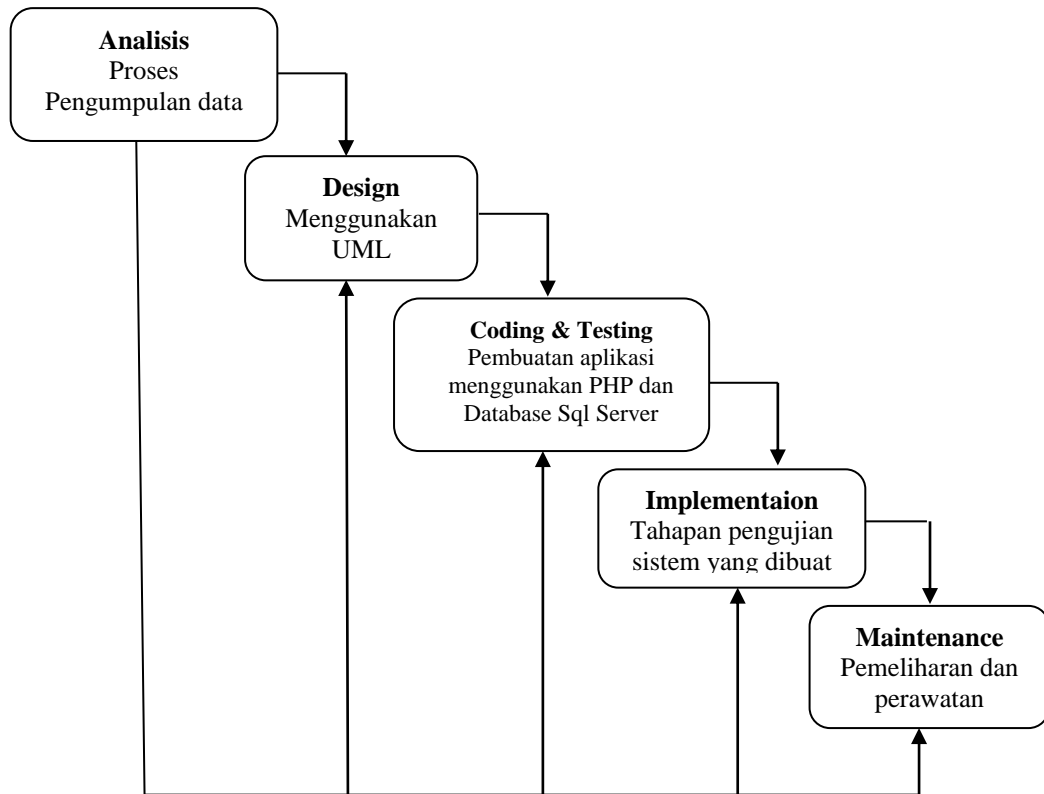 Analisis
Proses
Pengumpulan data
Design
Menggunakan
UML
Coding & Testing
Pembuatan aplikasi
menggunakan PHP dan
Database Sql Server
Implementaion
Tahapan pengujian
sistem yang dibuat
Maintenance
Pemeliharan dan
perawatan